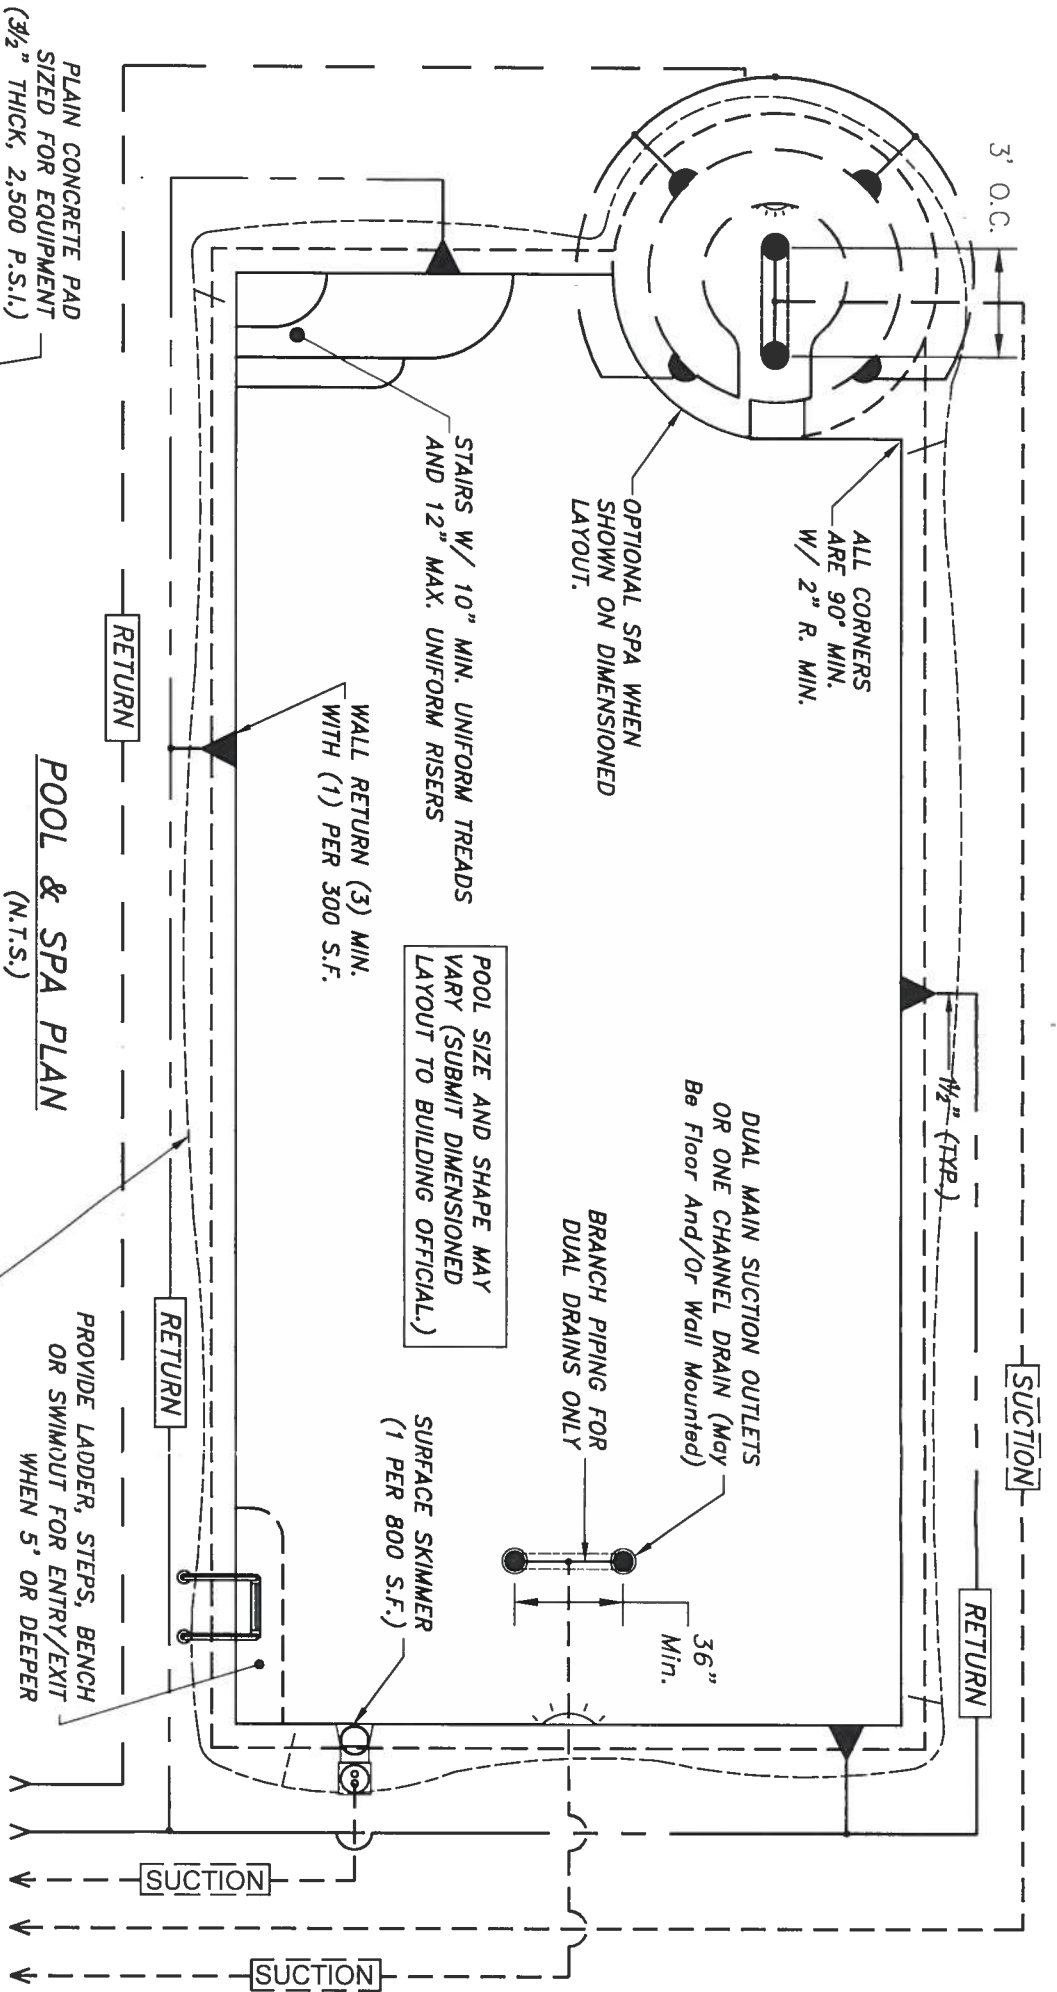 3' O.C.
ALL CORNERS
ARE 90° MIN.
W/ 2" R. MIN.
OPTIONAL SPA WHEN
SHOWN ON DIMENSIONED
LAYOUT.
STAIRS W/ 10" MIN. UNIFORM TREADS
AND 12" MAX. UNIFORM RISERS
WALL RETURN (3) MIN.
WITH (1) PER 300 S.F.
POOL SIZE AND SHAPE MAY
VARY (SUBMIT DIMENSIONED
LAYOUT TO BUILDING OFFICIAL.)
1½" (TYP.)
DUAL MAIN SUCTION OUTLETS
OR ONE CHANNEL DRAIN (May
Be Floor And/Or Wall Mounted)
BRANCH PIPING FOR
DUAL DRAINS ONLY
36"
Min.
SURFACE SKIMMER
(1 PER 800 S.F.)
SUCTION
RETURN
RETURN
RETURN
SUCTION
SUCTION
PROVIDE LADDER, STEPS, BENCH
OR SWIMOUT FOR ENTRY/EXIT
WHEN 5' OR DEEPER
PLAIN CONCRETE PAD
SIZED FOR EQUIPMENT
(3½" THICK, 2,500 P.S.I.)
POOL & SPA PLAN
(N.T.S.)